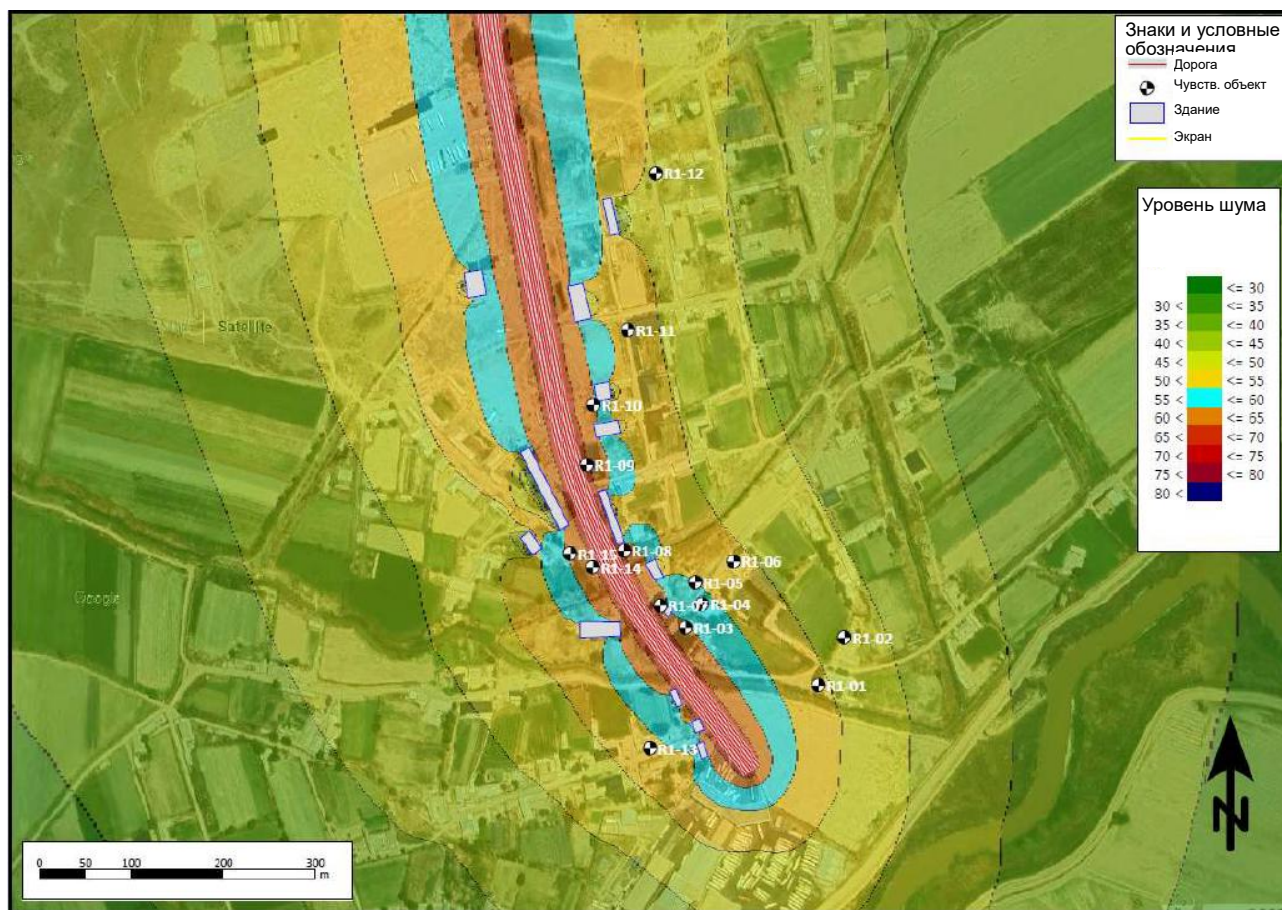 Знаки и условные
обозначения
Дорога
Чувств. объект
Здание
Экран
Уровень шума
<= 30
30 < <= 35
35 < <= 40
40 < <= 45
45 < <= 50
50 < <= 55
55 < <= 60
60 < <= 65
65 < <= 70
70 < <= 75
75 < <= 80
80 <
R1-12
Satellite
R1-11
R1-10
R1-09
R1-08
R1-15
R1-14
R1-06
R1-05
R1-07
R1-04
R1-03
R1-02
R1-01
R1-13
Google
N
0 50 100 200 300
m